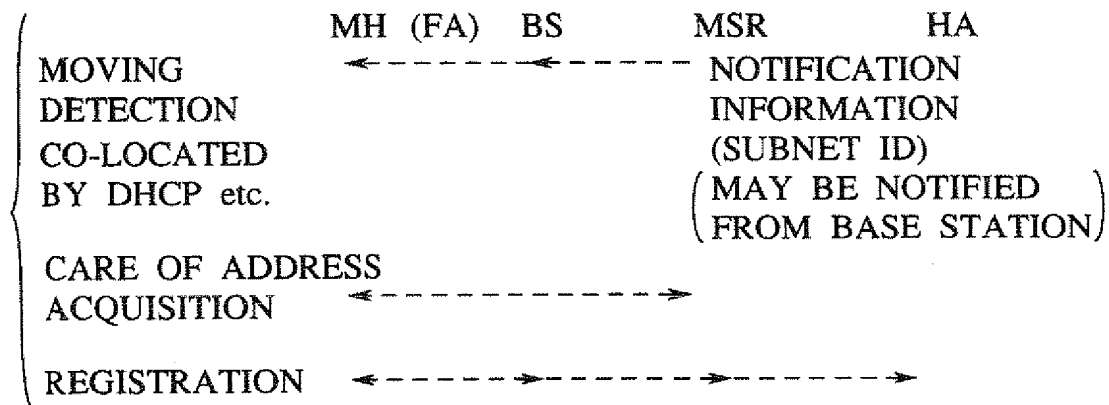 MH (FA) BS MSR HA
MOVING NOTIFICATION
DETECTION INFORMATION
CO-LOCATED (SUBNET ID)
BY DHCP etc. (MAY BE NOTIFIED
FROM BASE STATION)
CARE OF ADDRESS
ACQUISITION
REGISTRATION